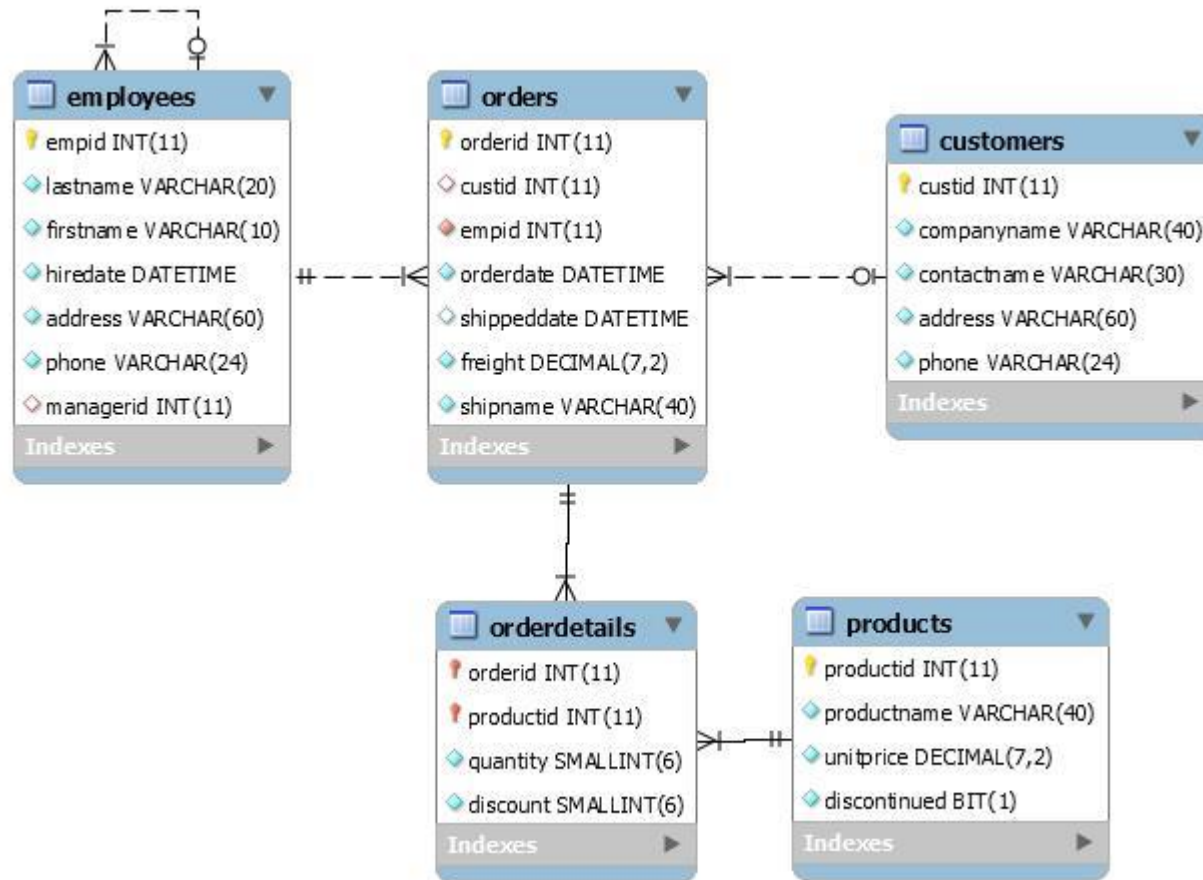 employees
empid INT(11)
lastname VARCHAR(20)
firstname VARCHAR(10)
hiredate DATETIME
address VARCHAR(60)
phone VARCHAR(24)
managerid INT(11)
Indexes
orders
orderid INT(11)
custid INT(11)
empid INT(11)
orderdate DATETIME
shippeddate DATETIME
freight DECIMAL(7,2)
shipname VARCHAR(40)
Indexes
customers
custid INT(11)
companyname VARCHAR(40)
contactname VARCHAR(30)
address VARCHAR(60)
phone VARCHAR(24)
Indexes
orderdetails
orderid INT(11)
productid INT(11)
quantity SMALLINT(6)
discount SMALLINT(6)
Indexes
products
productid INT(11)
productname VARCHAR(40)
unitprice DECIMAL(7,2)
discontinued BIT(1)
Indexes